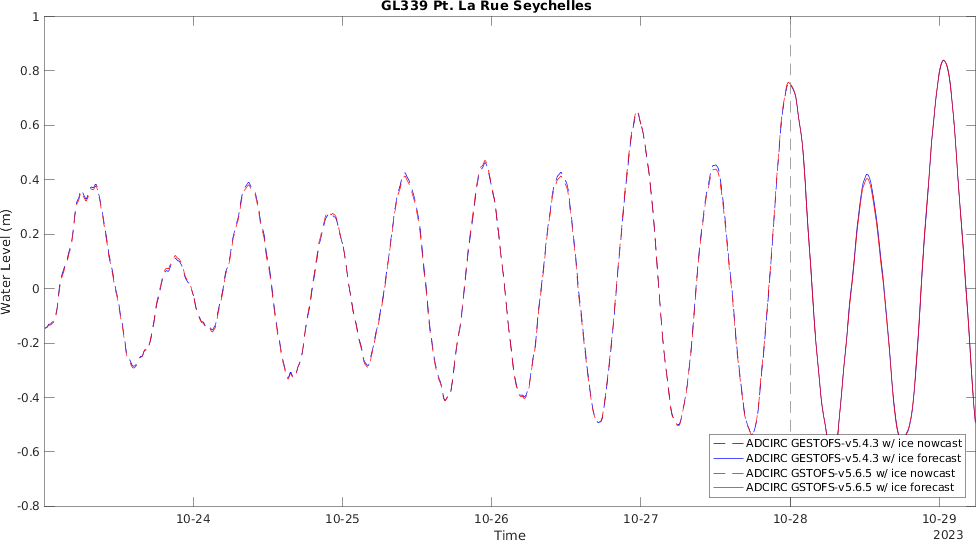 GL339 Pt. La Rue Seychelles
1
0.8
0.6
0.4
0.2
0
-0.2
-0.4
-0.6
-0.8
Water Level (m)
ADCIRC GESTOFS-v5.4.3 w/ ice nowcast
ADCIRC GESTOFS-v5.4.3 w/ ice forecast
ADCIRC GSTOFS-v5.6.5 w/ ice nowcast
ADCIRC GSTOFS-v5.6.5 w/ ice forecast
10-24 10-25 10-26 10-27 10-28 10-29
Time
2023